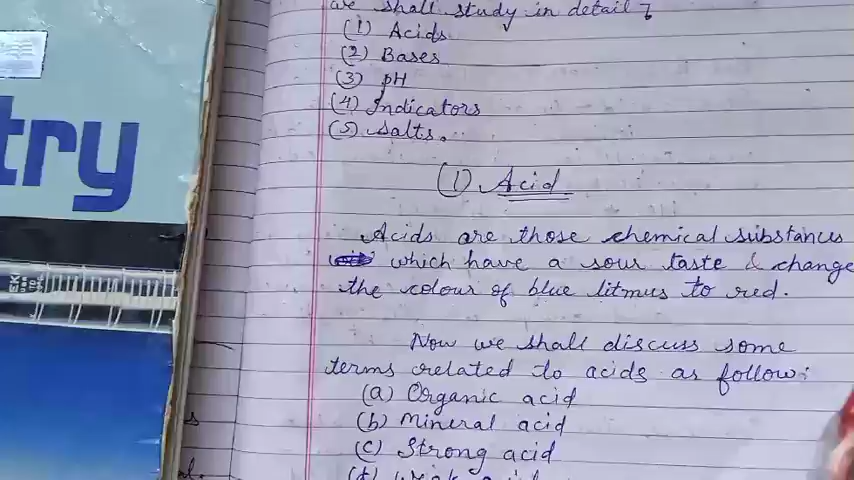 we shall study in detail
(1) Acids
(2) Bases
(3) pH
(4) Indicators
(5) Salts.
(1) Acid
Acids are those chemical substances
which have a sour taste & change
the colour of blue litmus to red.
Now we shall discuss some
terms related to acids as follow:
(a) Organic acid
(b) Mineral acid
(c) Strong acid
(d) Weak acid
try